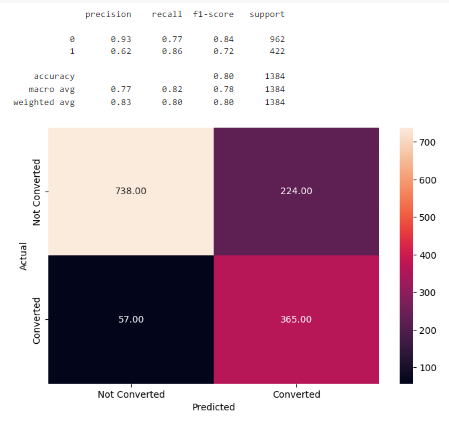 precision recall f1-score support
0 0.93 0.77 0.84 962
1 0.62 0.86 0.72 422
accuracy 0.80 1384
macro avg 0.77 0.82 0.78 1384
weighted avg 0.83 0.80 0.80 1384
Not Converted
738.00 224.00
Actual
Converted
57.00 365.00
700
600
500
400
300
200
100
Not Converted Converted
Predicted